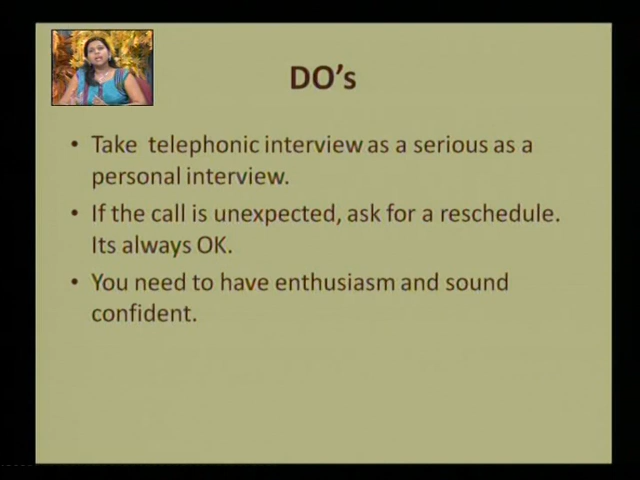 DO's
• Take telephonic interview as a serious as a
personal interview.
• If the call is unexpected, ask for a reschedule.
Its always OK.
• You need to have enthusiasm and sound
confident.